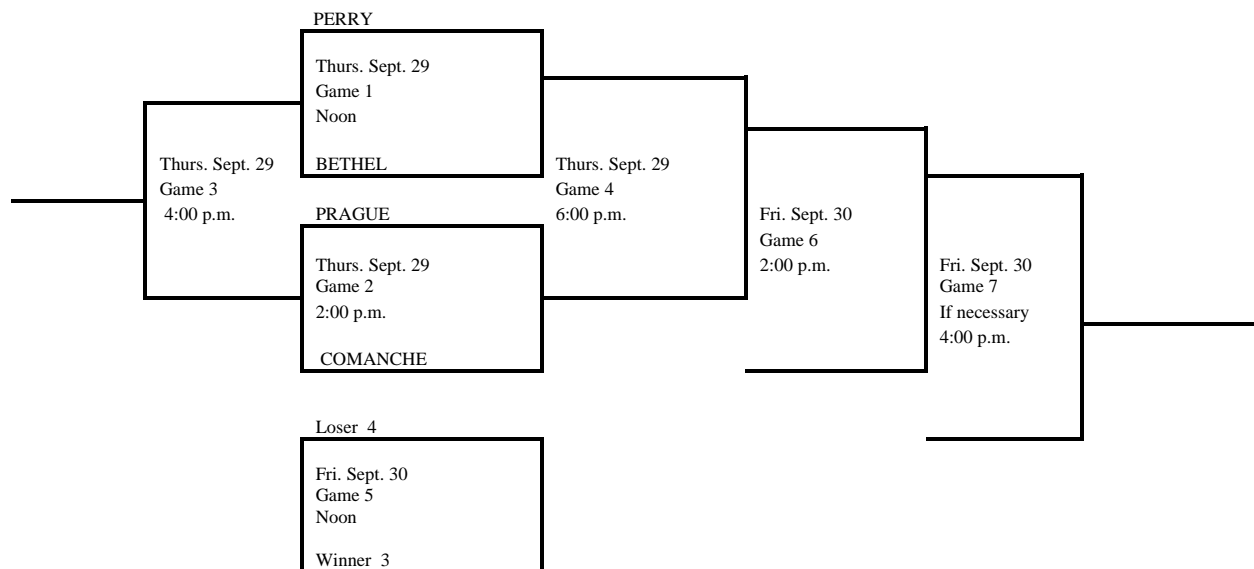 PERRY
Thurs. Sept. 29
Game 1
Noon
BETHEL
Thurs. Sept. 29
Game 3
4:00 p.m.
Thurs. Sept. 29
Game 4
6:00 p.m.
PRAGUE
Thurs. Sept. 29
Game 2
2:00 p.m.
COMANCHE
Fri. Sept. 30
Game 6
2:00 p.m.
Fri. Sept. 30
Game 7
If necessary
4:00 p.m.
Loser 4
Fri. Sept. 30
Game 5
Noon
Winner 3